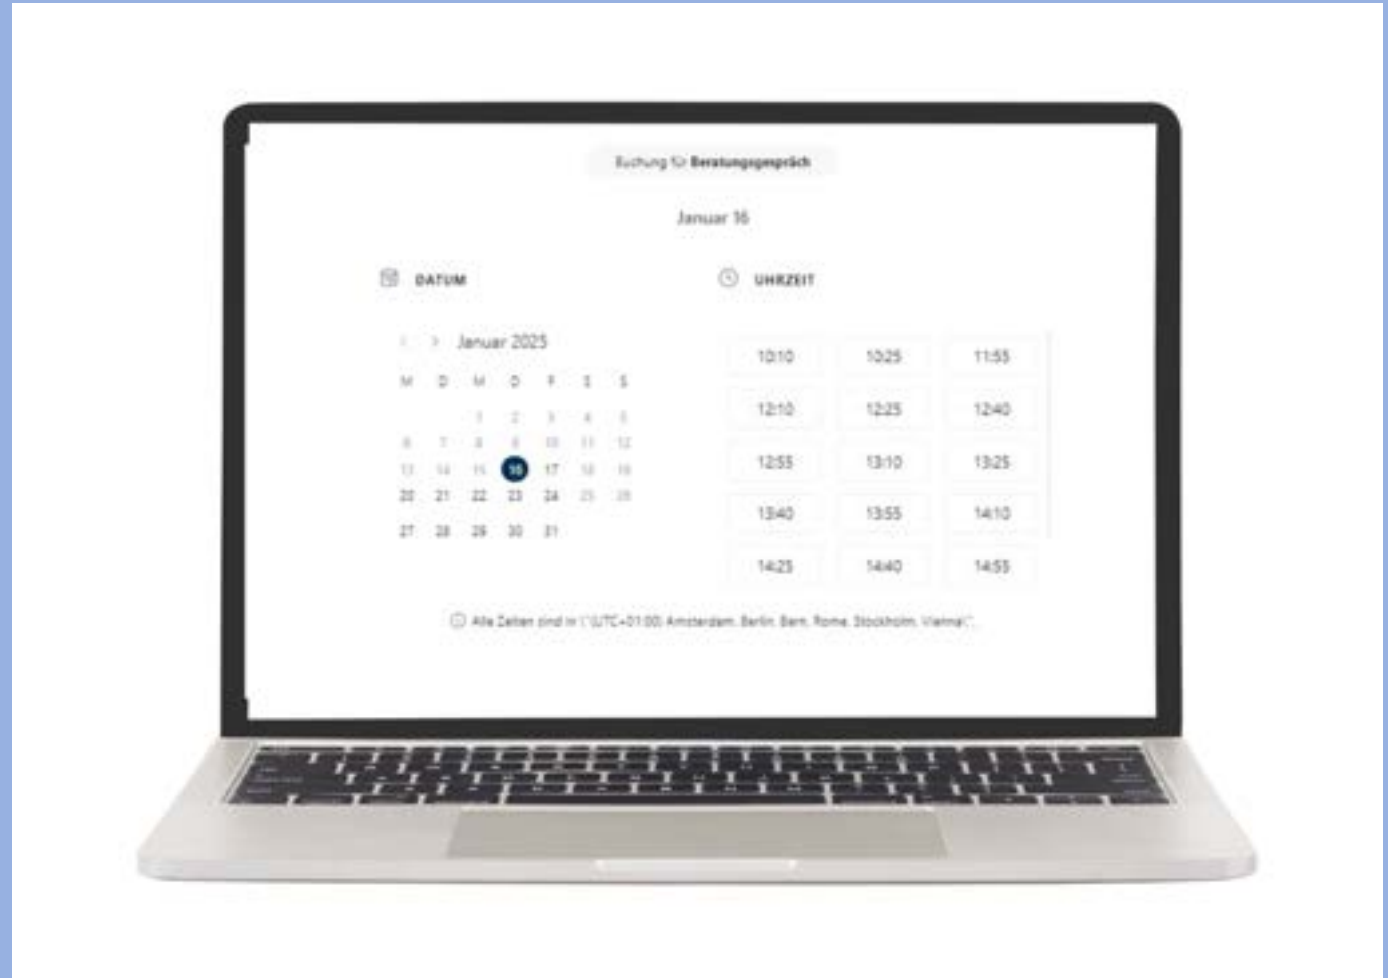 Buchung für Beratungsgespräch
Januar 16
DATUM
Januar 2025
M D M D F S S
1 2 3 4 5
6 7 8 9 10 11 12
13 14 15 16 17 18 19
20 21 22 23 24 25 26
27 28 29 30 31
UHRZEIT
10:10 10:25 11:55
12:10 12:25 12:40
12:55 13:10 13:25
13:40 13:55 14:10
14:25 14:40 14:55
Alle Zeiten sind in \"(UTC+01:00) Amsterdam, Berlin, Bern, Rome, Stockholm, Vienna\".